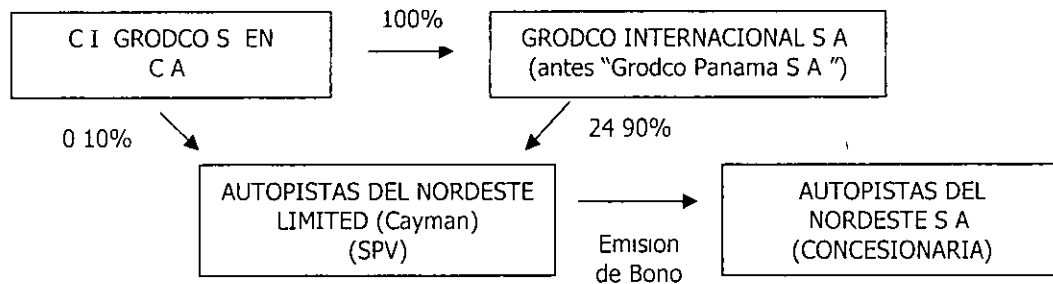 C I GRODCO S EN
C A
100%
GRODCO INTERNACIONAL S A
(antes "Grodco Panama S A ")
0 10%
24 90%
AUTOPISTAS DEL NORDESTE
LIMITED (Cayman)
(SPV)
Emision
de Bono
AUTOPISTAS DEL
NORDESTE S A
(CONCESIONARIA)